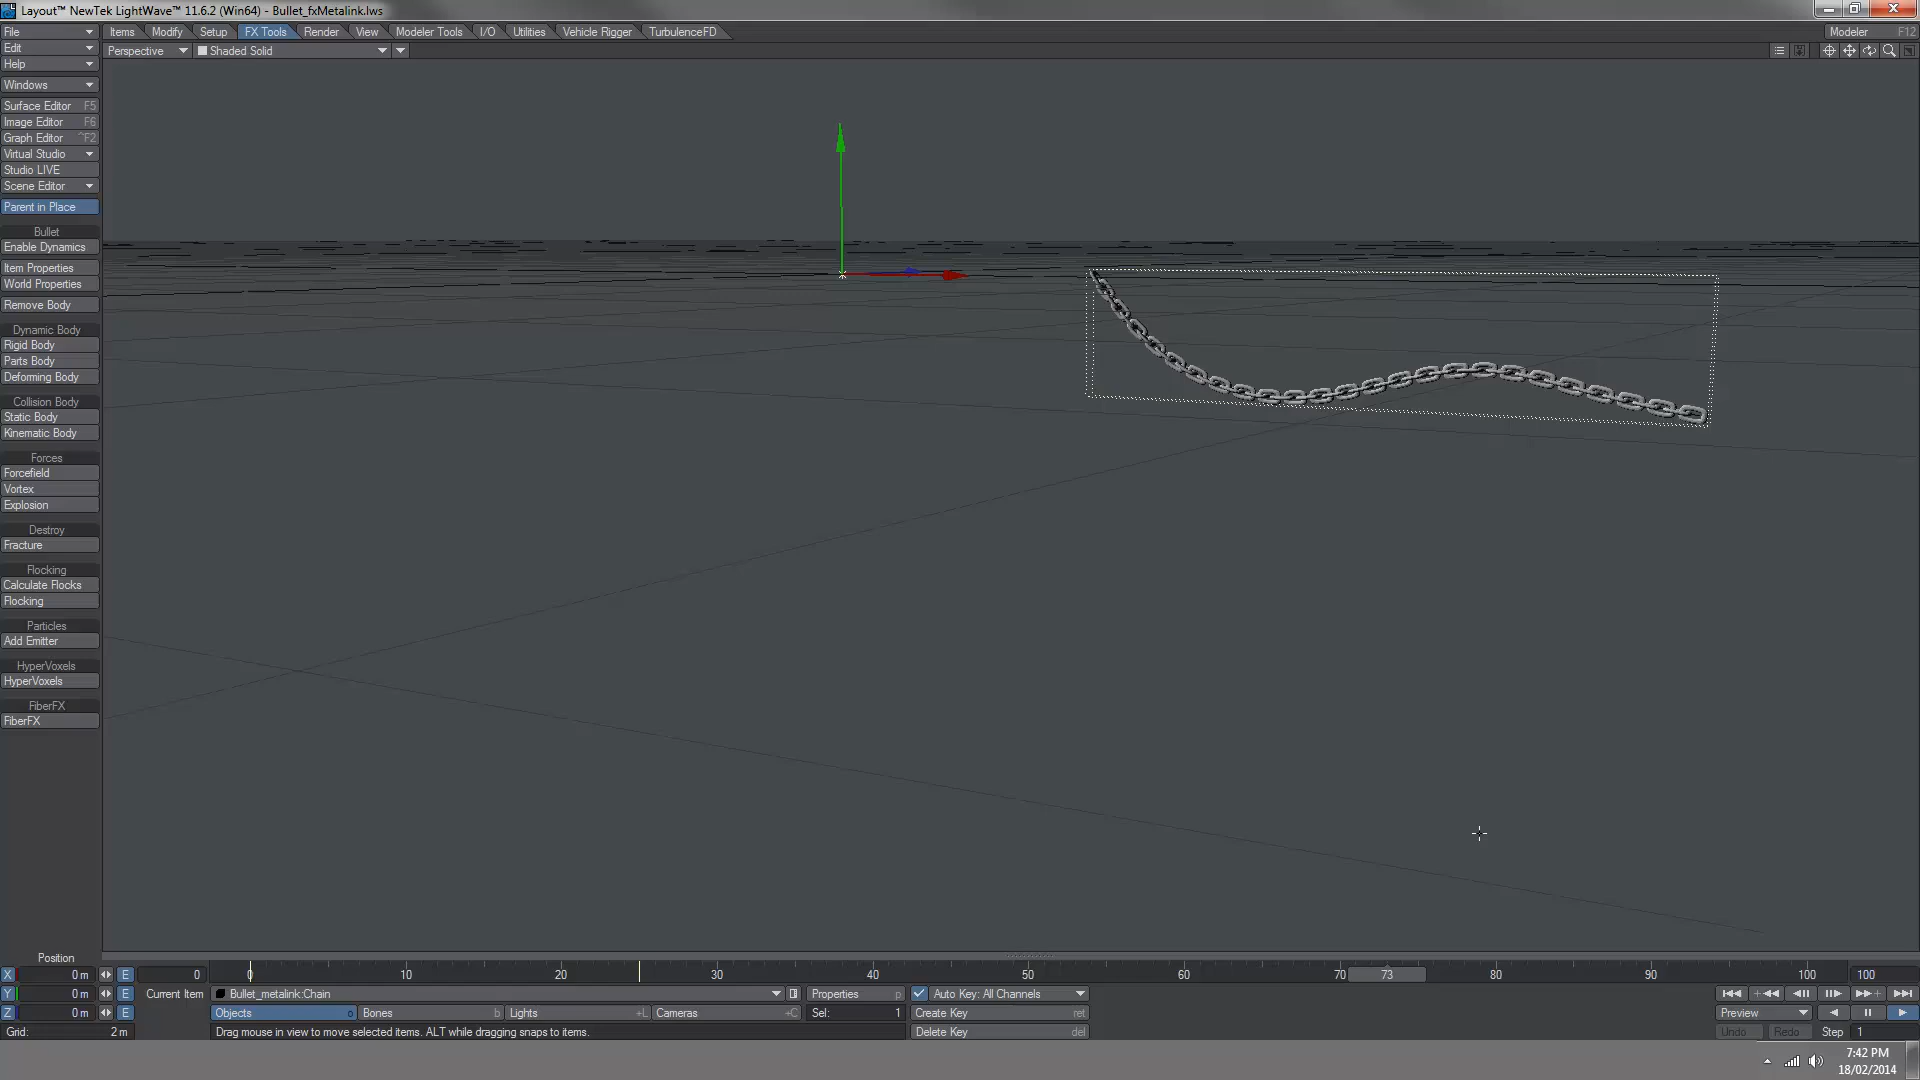 Layout™ NewTek LightWave™ 11.6.2 (Win64) - Bullet_fxMetalink.lws
File
Items
Modify
Setup
FX Tools
Render
View
Modeler Tools
I/O
Utilities
Vehicle Rigger
TurbulenceFD
Modeler F12
Edit
Perspective
Shaded Solid
Help
Windows
Surface Editor F5
Image Editor F6
Graph Editor ^F2
Virtual Studio
Studio LIVE
Scene Editor
Parent in Place
Bullet
Enable Dynamics
Item Properties
World Properties
Remove Body
Dynamic Body
Rigid Body
Parts Body
Deforming Body
Collision Body
Static Body
Kinematic Body
Forces
Forcefield
Vortex
Explosion
Destroy
Fracture
Flocking
Calculate Flocks
Flocking
Particles
Add Emitter
HyperVoxels
HyperVoxels
FiberFX
FiberFX
Position
X 0 m E 0
0 10 20 30 40 50 60 70 73 80 90 100 100
Y 0 m E Current Item Bullet_metalink:Chain Properties p Auto Key: All Channels
Z 0 m E Objects o Bones b Lights +L Cameras +C Sel: 1 Create Key ret Preview
Grid: 2 m Drag mouse in view to move selected items. ALT while dragging snaps to items. Delete Key del Undo Redo Step 1
7:42 PM
18/02/2014